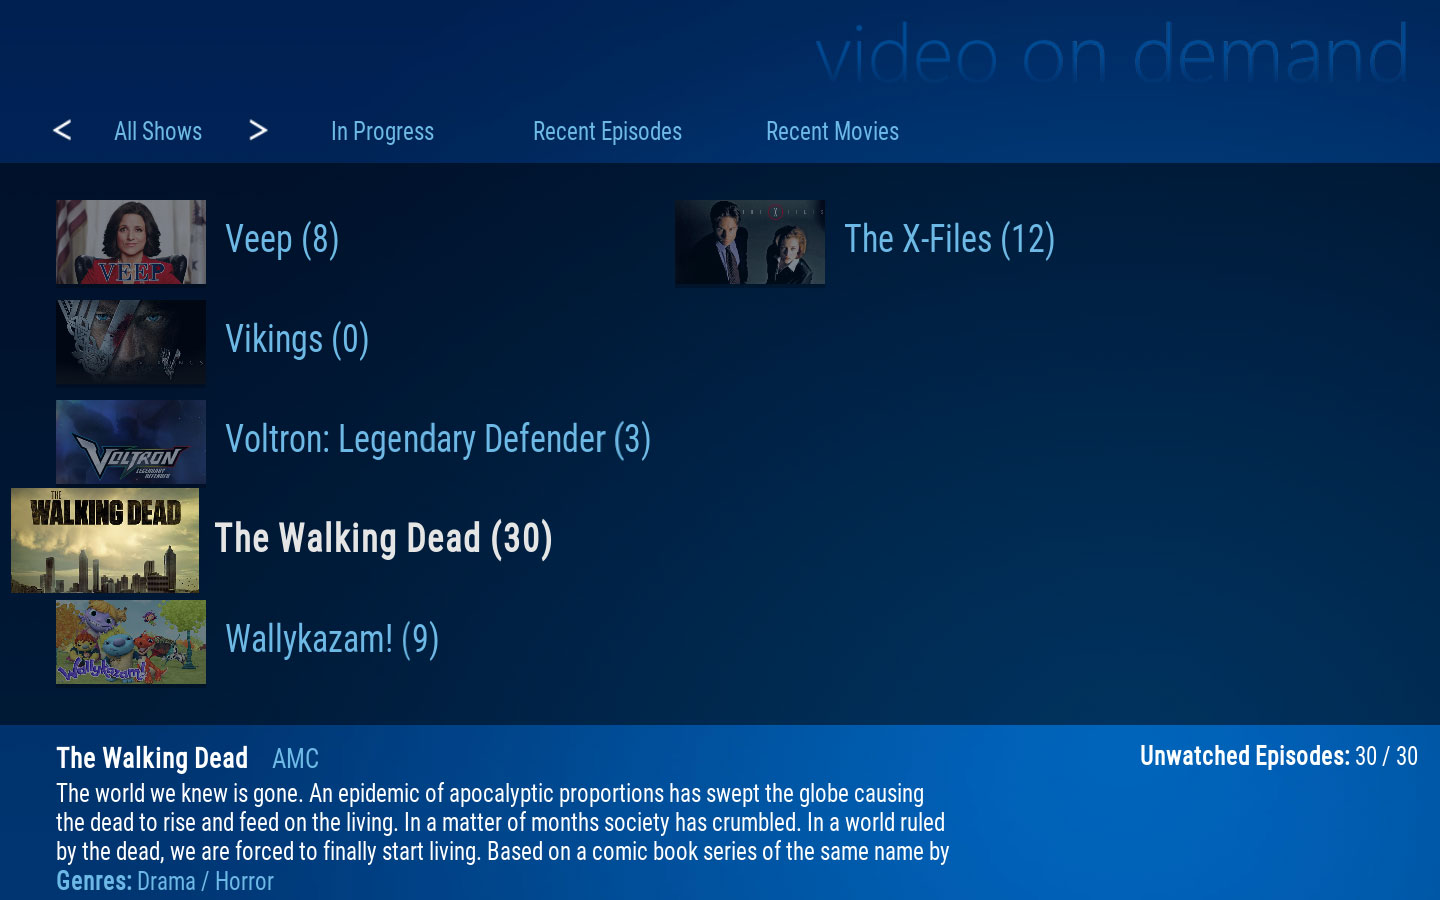 video on demand
< All Shows > In Progress Recent Episodes Recent Movies
VEEP
Veep (8)
THE X FILES
The X-Files (12)
Vikings (0)
VOLTRON
LEGENDARY
DEFENDER
Voltron: Legendary Defender (3)
THE
WALKING DEAD
The Walking Dead (30)
Wallykazam!
Wallykazam! (9)
The Walking Dead AMC
Unwatched Episodes: 30 / 30
The world we knew is gone. An epidemic of apocalyptic proportions has swept the globe causing
the dead to rise and feed on the living. In a matter of months society has crumbled. In a world ruled
by the dead, we are forced to finally start living. Based on a comic book series of the same name by
Genres: Drama / Horror